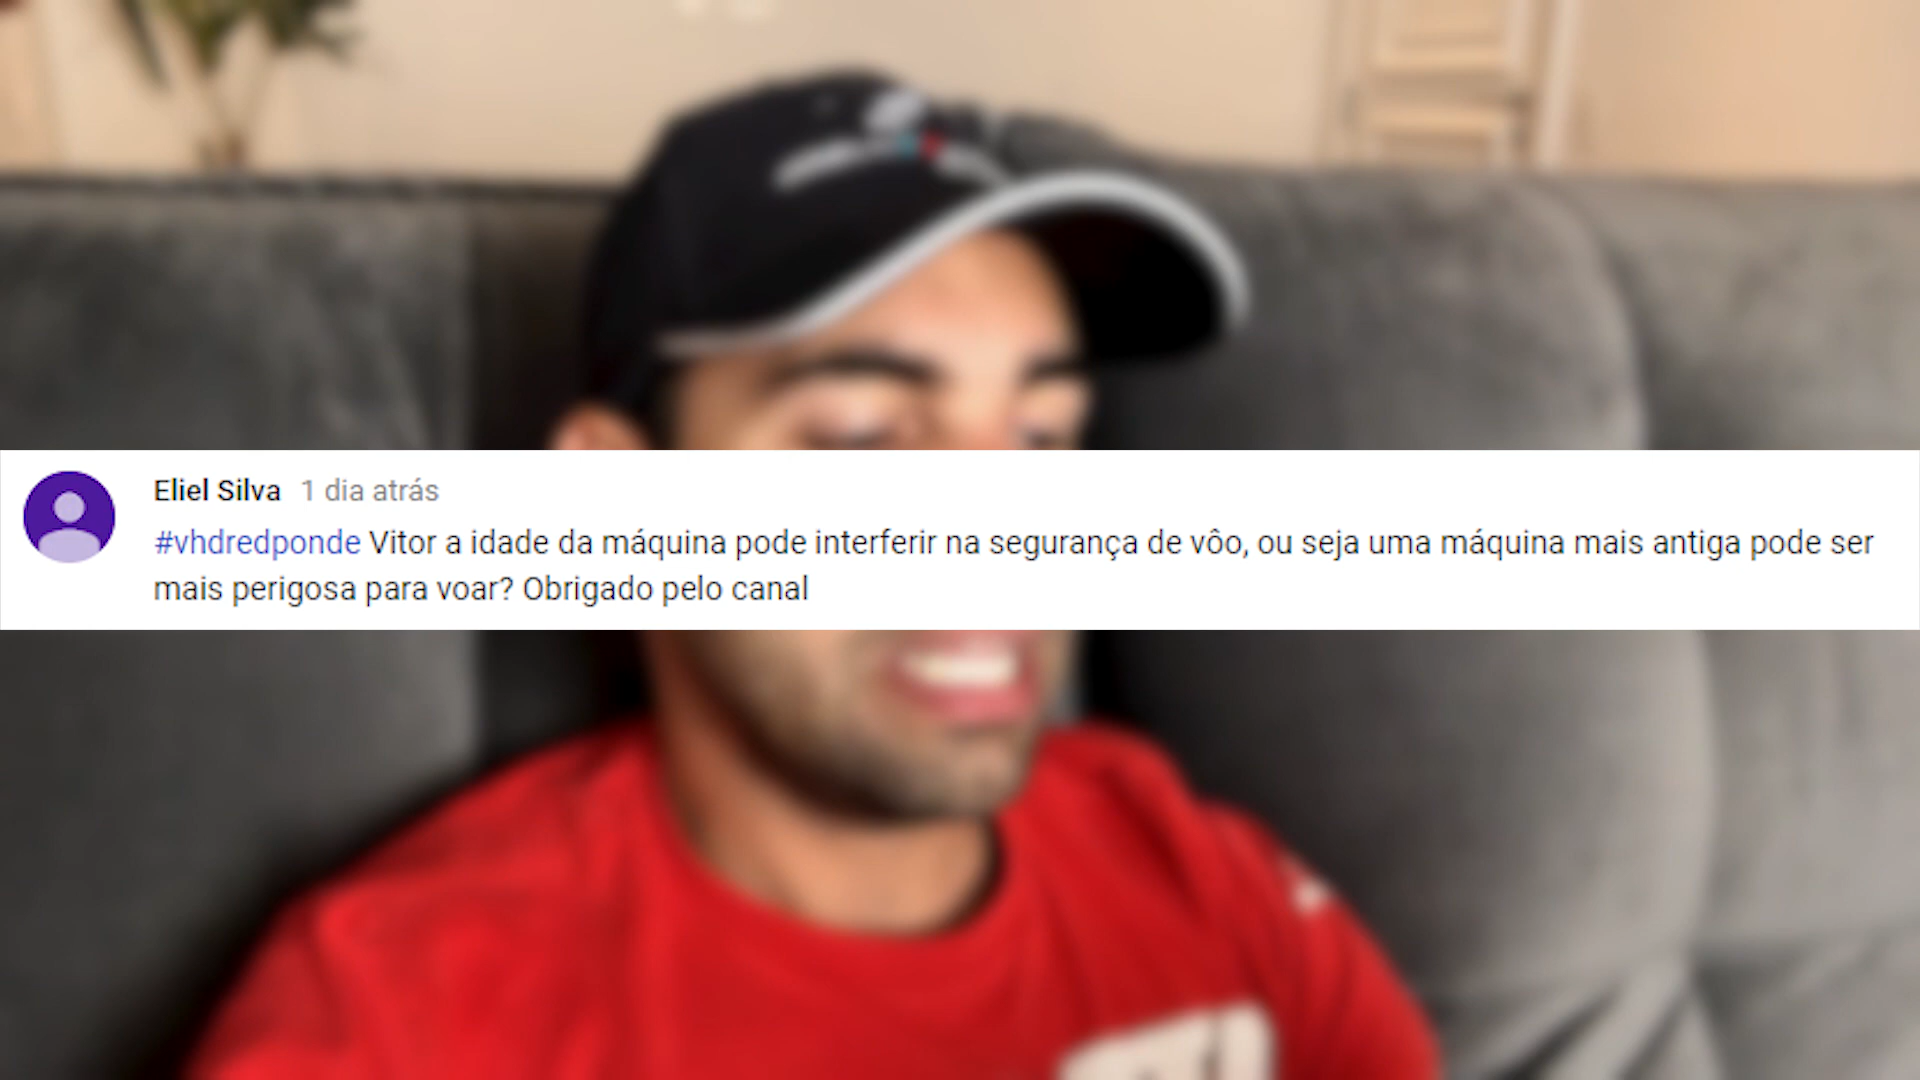 Eliel Silva 1 dia atrás
#vhdredponde Vitor a idade da máquina pode interferir na segurança de vôo, ou seja uma máquina mais antiga pode ser
mais perigosa para voar? Obrigado pelo canal